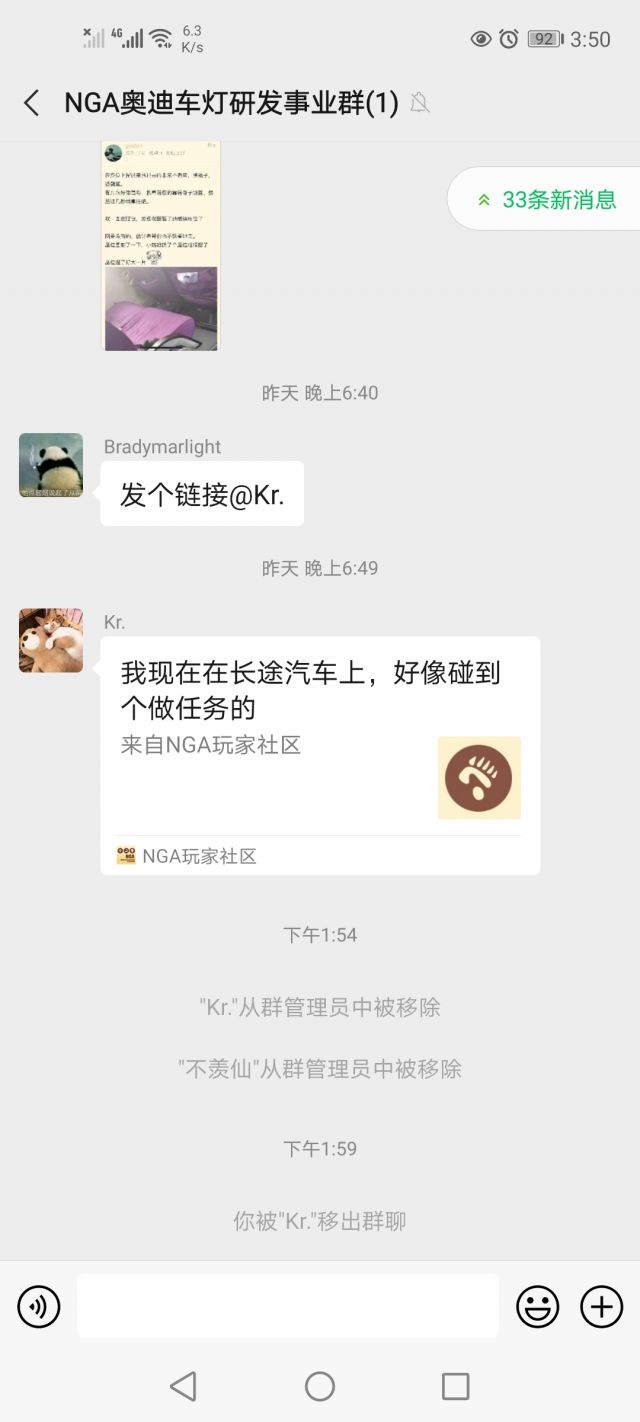 4G
6.3
K/s
92
3:50
NGA奥迪车灯研发事业群(1)
33条新消息
昨天 晚上6:40
Bradymarlight
发个链接@Kr.
昨天 晚上6:49
Kr.
我现在在长途汽车上，好像碰到
个做任务的
来自NGA玩家社区
NGA玩家社区
下午1:54
"Kr."从群管理员中被移除
"不羡仙"从群管理员中被移除
下午1:59
你被"Kr."移出群聊